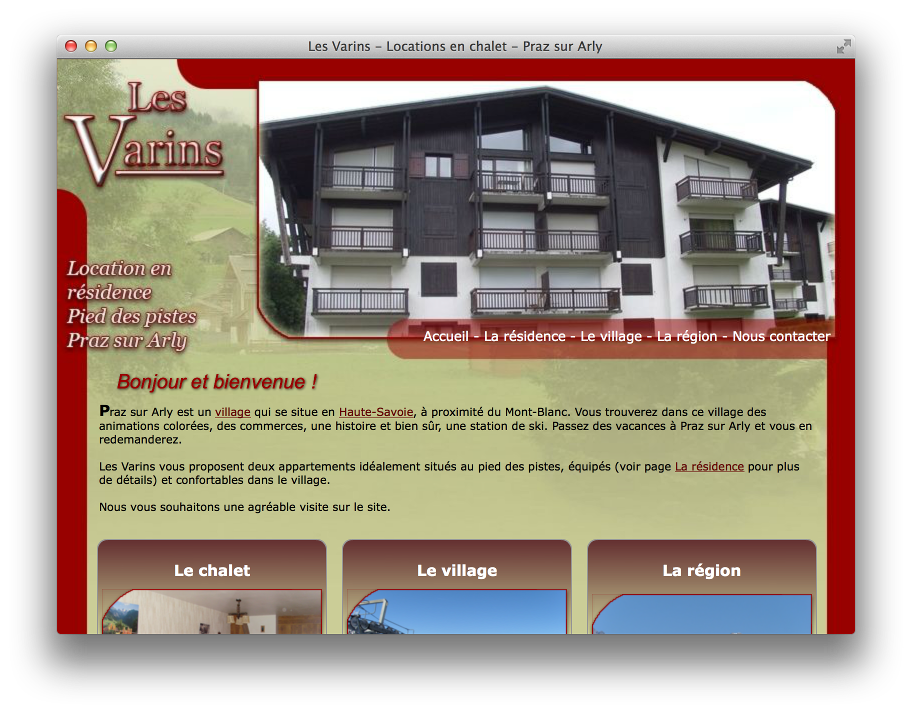 Les Varins – Locations en chalet – Praz sur Arly
Les
Varins
Location en
résidence
Pied des pistes
Praz sur Arly
Accueil - La résidence - Le village - La région - Nous contacter
Bonjour et bienvenue !
Praz sur Arly est un village qui se situe en Haute-Savoie, à proximité du Mont-Blanc. Vous trouverez dans ce village des
animations colorées, des commerces, une histoire et bien sûr, une station de ski. Passez des vacances à Praz sur Arly et vous en
redemanderez.
Les Varins vous proposent deux appartements idéalement situés au pied des pistes, équipés (voir page La résidence pour plus
de détails) et confortables dans le village.
Nous vous souhaitons une agréable visite sur le site.
Le chalet
Le village
La région